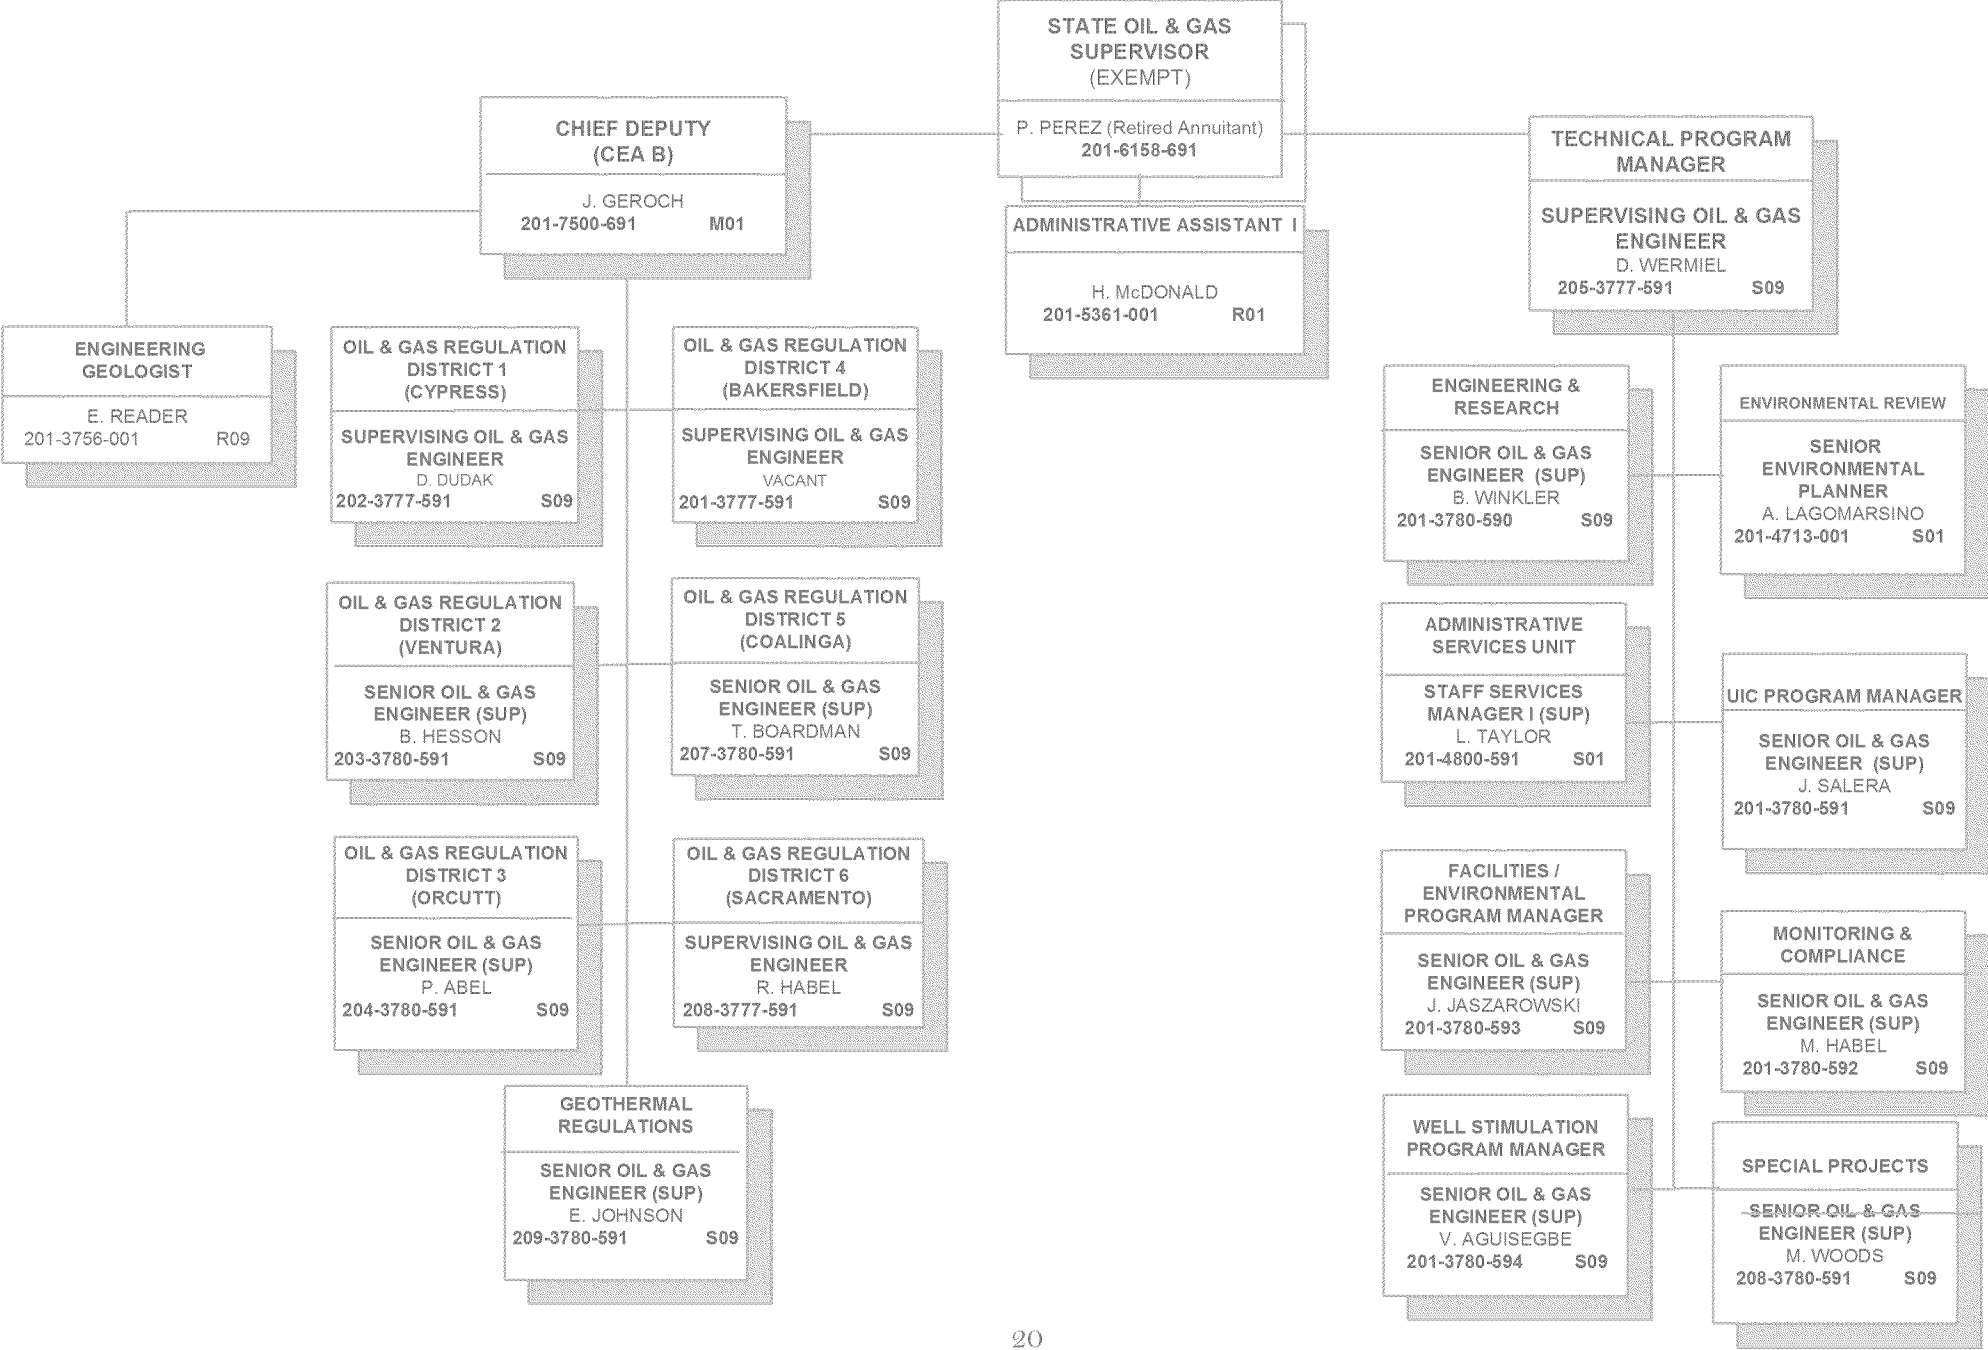 STATE OIL & GAS
SUPERVISOR
(EXEMPT)
P. PEREZ (Retired Annuitant)
201-6158-691
CHIEF DEPUTY
(CEA B)
J. GEROCH
201-7500-691 M01
TECHNICAL PROGRAM
MANAGER
SUPERVISING OIL & GAS
ENGINEER
D. WERMIEL
205-3777-591 S09
ADMINISTRATIVE ASSISTANT I
H. McDONALD
201-5361-001 R01
ENGINEERING
GEOLOGIST
E. READER
201-3756-001 R09
OIL & GAS REGULATION
DISTRICT 1
(CYPRESS)
SUPERVISING OIL & GAS
ENGINEER
D. DUDAK
202-3777-591 S09
OIL & GAS REGULATION
DISTRICT 4
(BAKERSFIELD)
SUPERVISING OIL & GAS
ENGINEER
VACANT
201-3777-591 S09
OIL & GAS REGULATION
DISTRICT 2
(VENTURA)
SENIOR OIL & GAS
ENGINEER (SUP)
B. HESSON
203-3780-591 S09
OIL & GAS REGULATION
DISTRICT 5
(COALINGA)
SENIOR OIL & GAS
ENGINEER (SUP)
T. BOARDMAN
207-3780-591 S09
OIL & GAS REGULATION
DISTRICT 3
(ORCUTT)
SENIOR OIL & GAS
ENGINEER (SUP)
P. ABEL
204-3780-591 S09
OIL & GAS REGULATION
DISTRICT 6
(SACRAMENTO)
SUPERVISING OIL & GAS
ENGINEER
R. HABEL
208-3777-591 S09
GEOTHERMAL
REGULATIONS
SENIOR OIL & GAS
ENGINEER (SUP)
E. JOHNSON
209-3780-591 S09
ENGINEERING &
RESEARCH
SENIOR OIL & GAS
ENGINEER (SUP)
B. WINKLER
201-3780-590 S09
ENVIRONMENTAL REVIEW
SENIOR
ENVIRONMENTAL
PLANNER
A. LAGOMARSINO
201-4713-001 S01
ADMINISTRATIVE
SERVICES UNIT
STAFF SERVICES
MANAGER I (SUP)
L. TAYLOR
201-4800-591 S01
UIC PROGRAM MANAGER
SENIOR OIL & GAS
ENGINEER (SUP)
J. SALERA
201-3780-591 S09
FACILITIES /
ENVIRONMENTAL
PROGRAM MANAGER
SENIOR OIL & GAS
ENGINEER (SUP)
J. JASZAROWSKI
201-3780-593 S09
MONITORING &
COMPLIANCE
SENIOR OIL & GAS
ENGINEER (SUP)
M. HABEL
201-3780-592 S09
WELL STIMULATION
PROGRAM MANAGER
SENIOR OIL & GAS
ENGINEER (SUP)
V. AGUISEGBE
201-3780-594 S09
SPECIAL PROJECTS
SENIOR OIL & GAS
ENGINEER (SUP)
M. WOODS
208-3780-591 S09
20